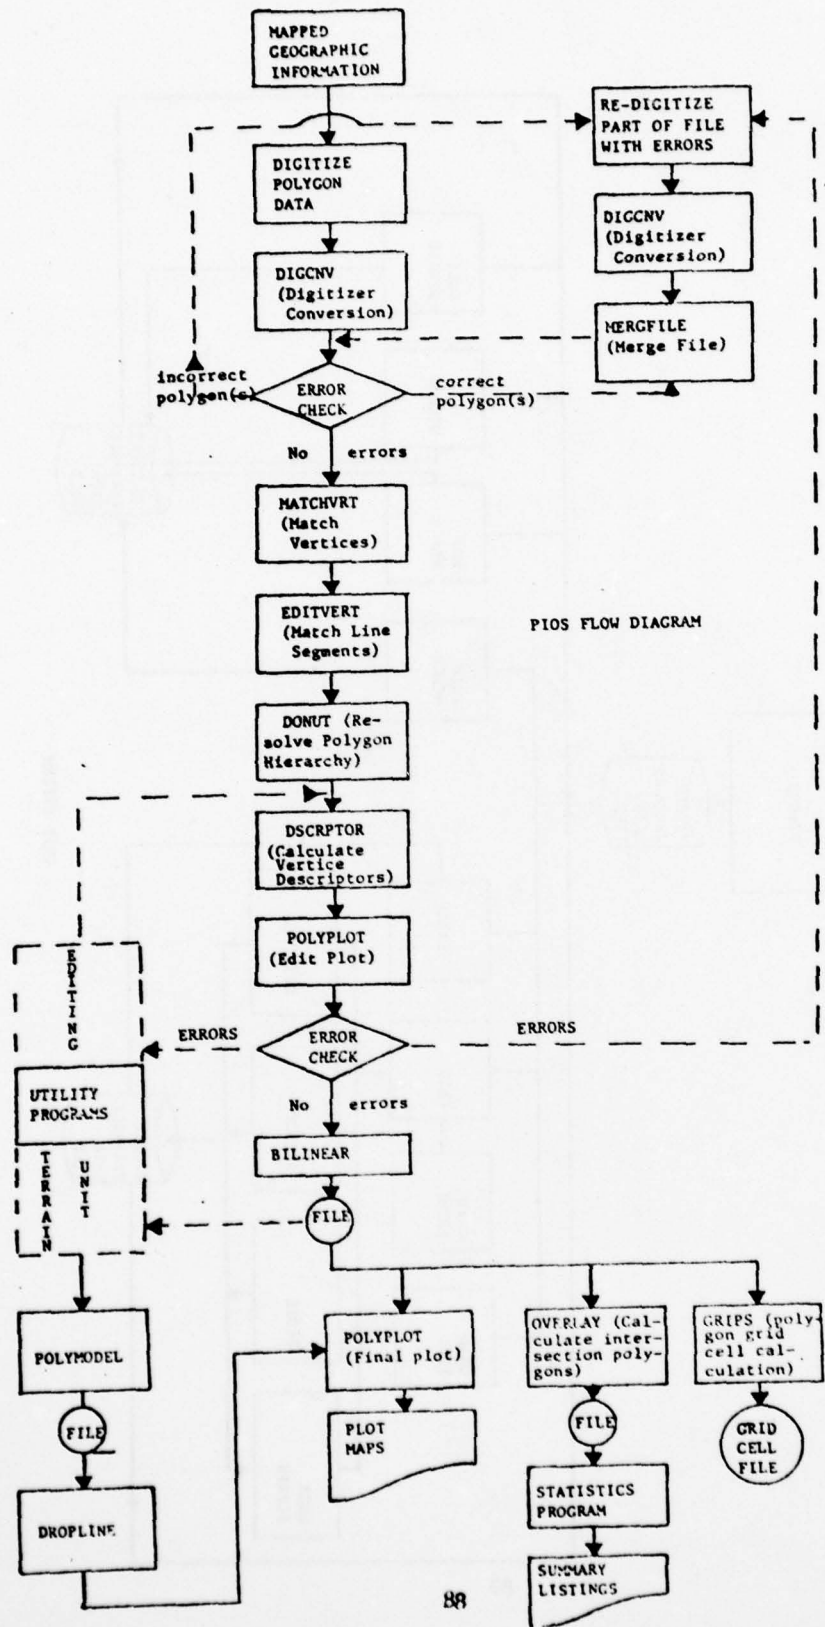 MAPPED
GEOGRAPHIC
INFORMATION
RE-DIGITIZE
PART OF FILE
WITH ERRORS
DIGITIZE
POLYGON
DATA
DIGCNV
(Digitizer
Conversion)
DIGCNV
(Digitizer
Conversion)
MERGFILE
(Merge File)
incorrect
polygon(s)
ERROR
CHECK
correct
polygon(s)
No errors
MATCHVRT
(Match
Vertices)
EDITVERT
(Match Line
Segments)
PIOS FLOW DIAGRAM
DONUT (Re-
solve Polygon
Hierarchy)
DSCRPTOR
(Calculate
Vertice
Descriptors)
POLYPLOT
(Edit Plot)
EDITING
ERRORS
ERROR
CHECK
ERRORS
UTILITY
PROGRAMS
No errors
BILINEAR
TERRAIN
UNIT
FILE
POLYMODEL
POLYPLOT
(Final plot)
OVERLAY (Cal-
culate inter-
section poly-
gons)
GRIPS (poly-
gon grid
cell cal-
culation)
FILE
PLOT
MAPS
FILE
GRID
CELL
FILE
DROPLINE
STATISTICS
PROGRAM
SUMMARY
LISTINGS
88